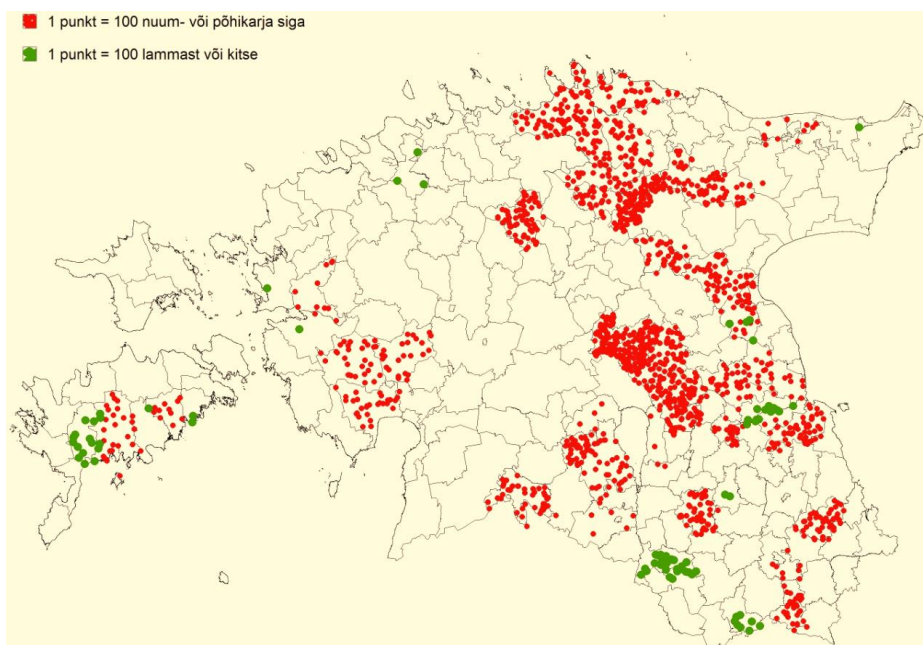 1 punkt = 100 nuum- või põhikarja siga
1 punkt = 100 lammast või kitse